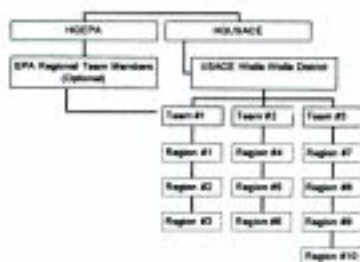 HQEPA
HQUSACE
EPA Regional Team Members
(Optional)
USACE Walla Walla District
Team #1
Team #2
Team #3
Region #1
Region #4
Region #7
Region #2
Region #5
Region #8
Region #3
Region #6
Region #9
Region #10